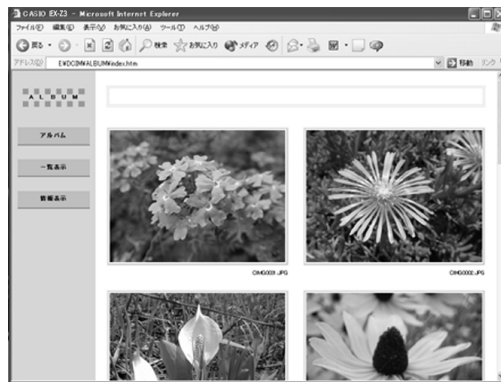 CASIO EX-Z3 - Microsoft Internet Explorer
ファイル(F) 編集(E) 表示(V) お気に入り(A) ツール(T) ヘルプ(H)
戻る 検索 お気に入り メディア
アドレス(D) E:¥DCIM¥ALBUM¥index.htm 移動 リンク
ALBUM
アルバム
一覧表示
情報表示
CIMG0001.JPG CIMG0002.JPG